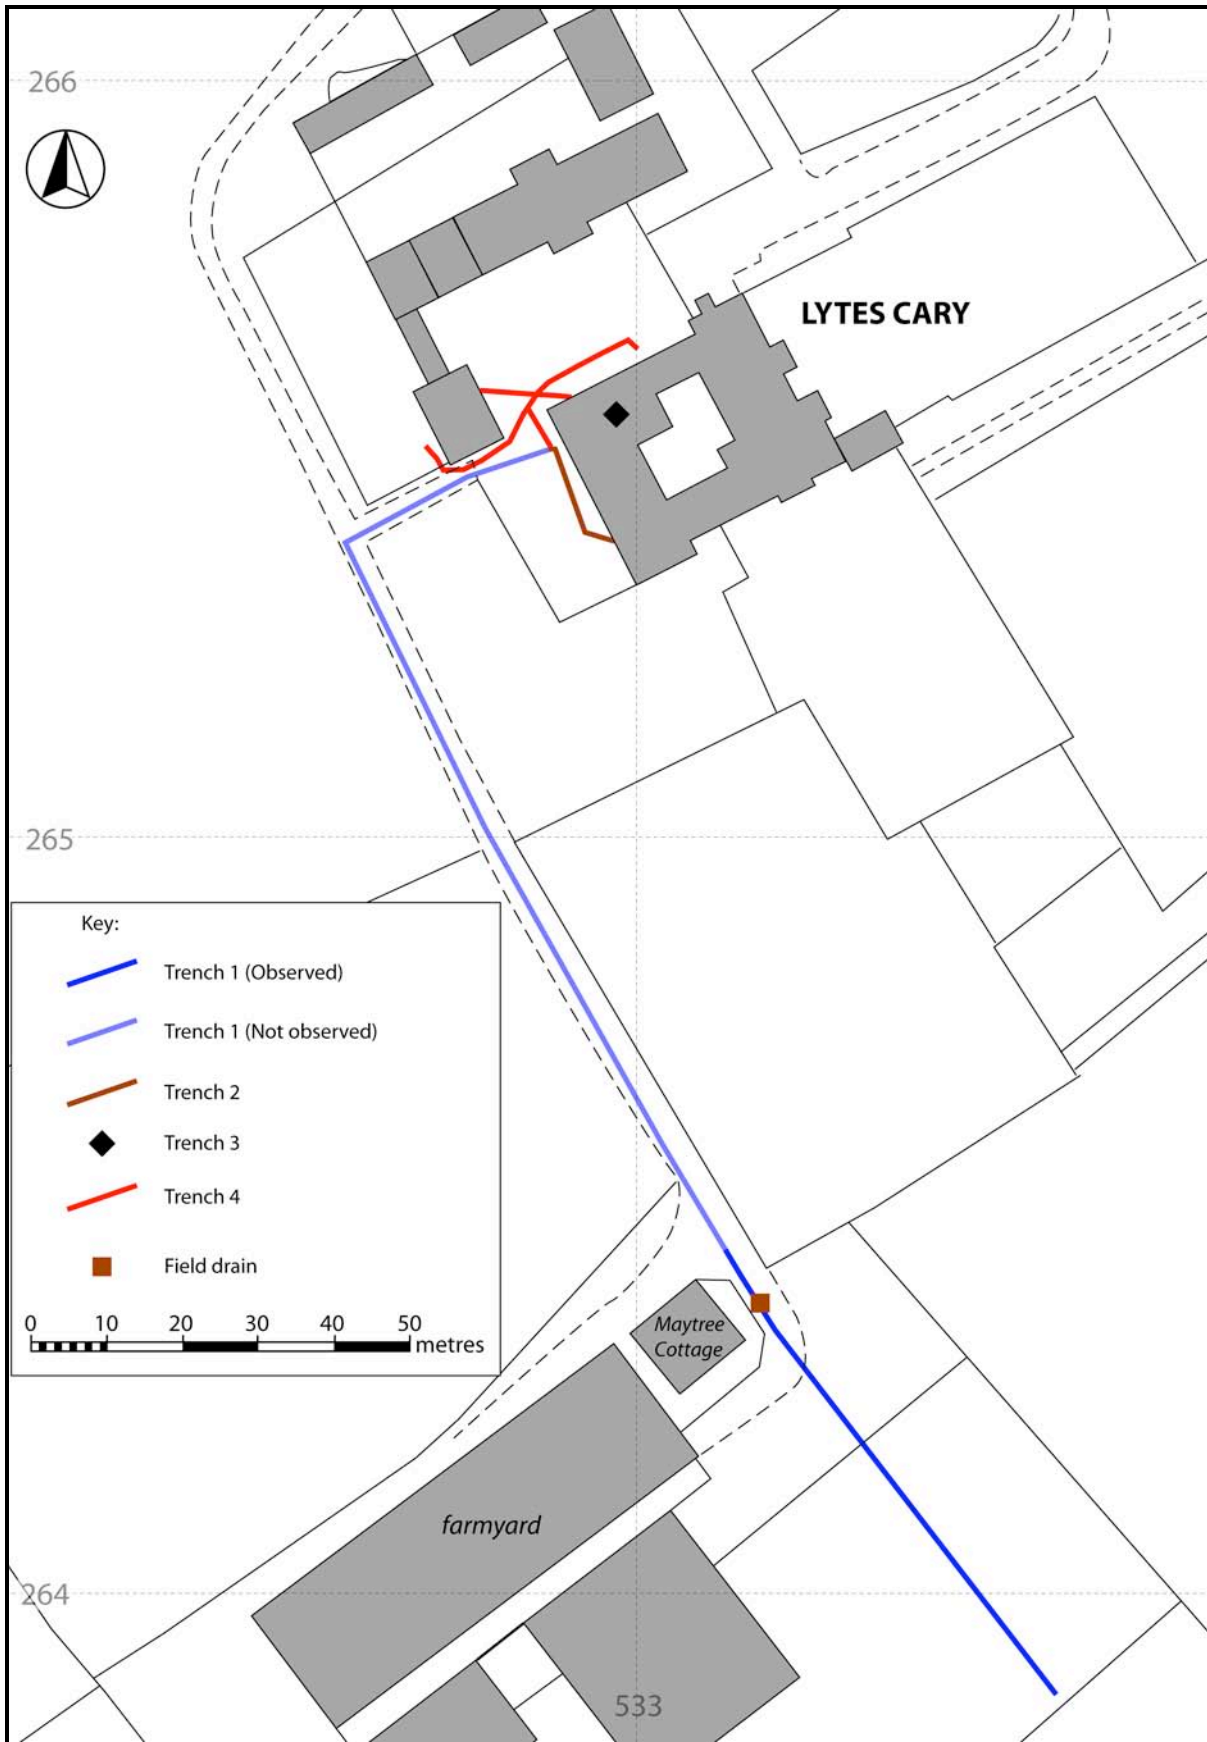 266
LYTES CARY
265
Key:
Trench 1 (Observed)
Trench 1 (Not observed)
Trench 2
Trench 3
Trench 4
Field drain
0 10 20 30 40 50
metres
Maytree
Cottage
farmyard
264
533